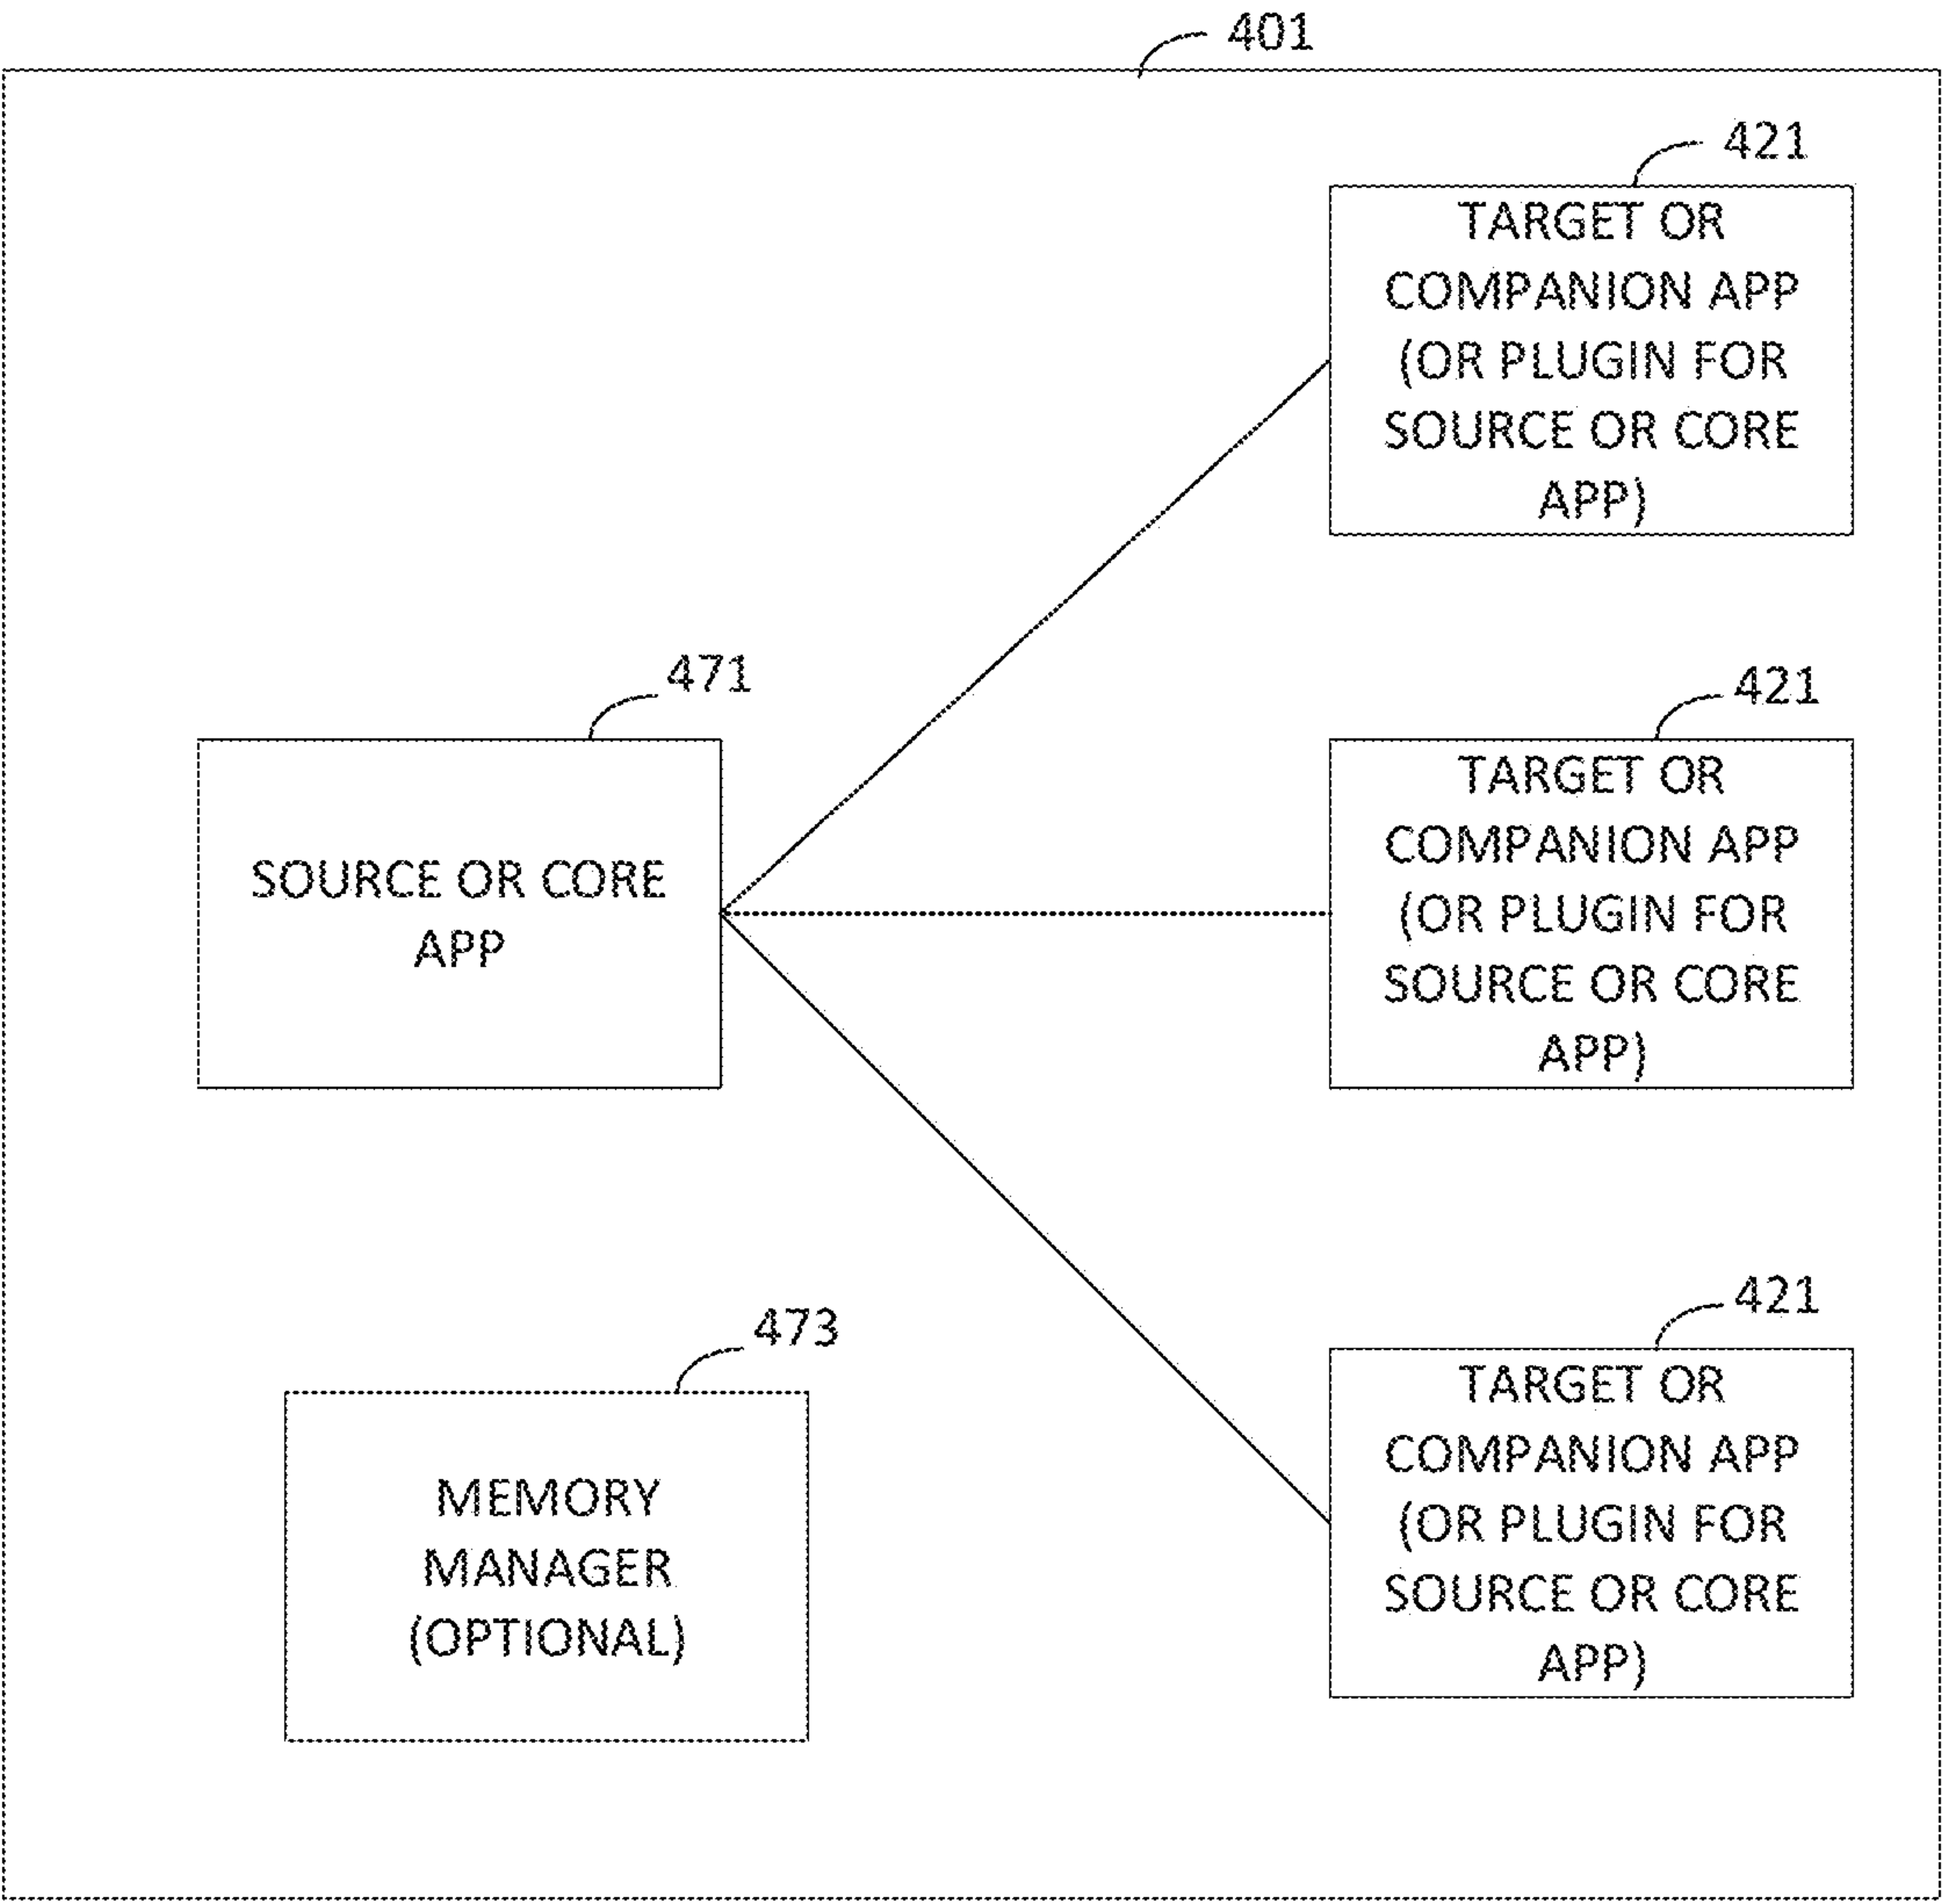 401
421
TARGET OR
COMPANION APP
(OR PLUGIN FOR
SOURCE OR CORE
APP)
471
SOURCE OR CORE
APP
421
TARGET OR
COMPANION APP
(OR PLUGIN FOR
SOURCE OR CORE
APP)
473
MEMORY
MANAGER
(OPTIONAL)
421
TARGET OR
COMPANION APP
(OR PLUGIN FOR
SOURCE OR CORE
APP)